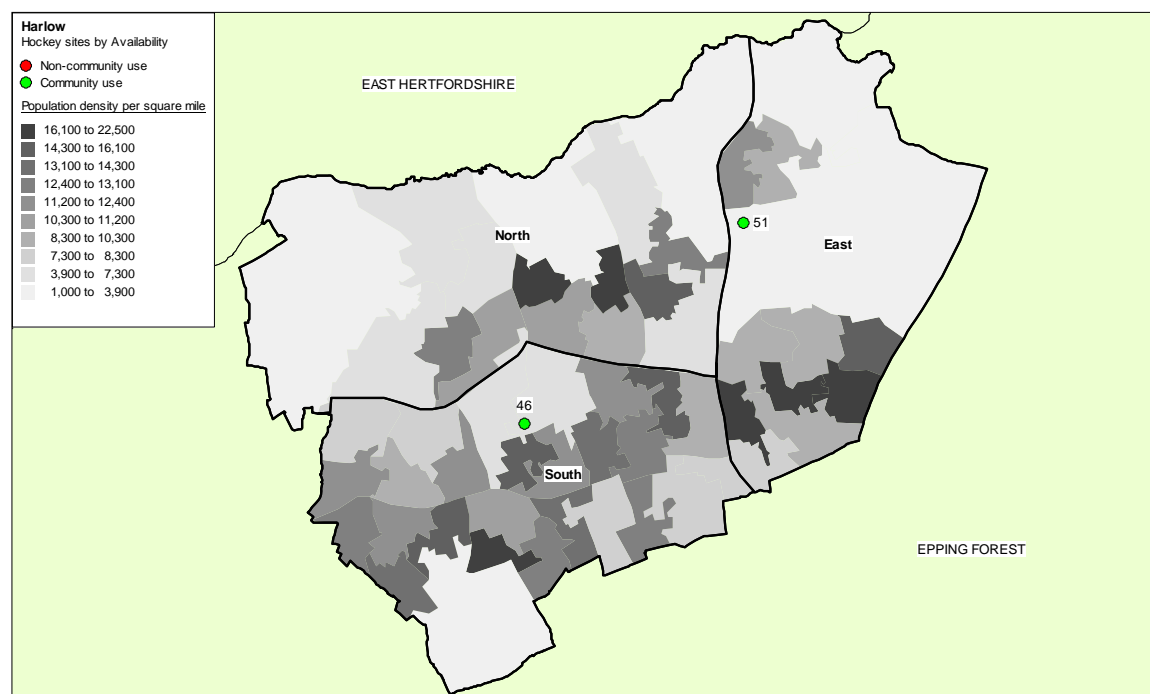 Harlow
Hockey sites by Availability
Non-community use
Community use
Population density per square mile
16,100 to 22,500
14,300 to 16,100
13,100 to 14,300
12,400 to 13,100
11,200 to 12,400
10,300 to 11,200
8,300 to 10,300
7,300 to 8,300
3,900 to 7,300
1,000 to 3,900
EAST HERTFORDSHIRE
51
North
East
46
South
EPPING FOREST